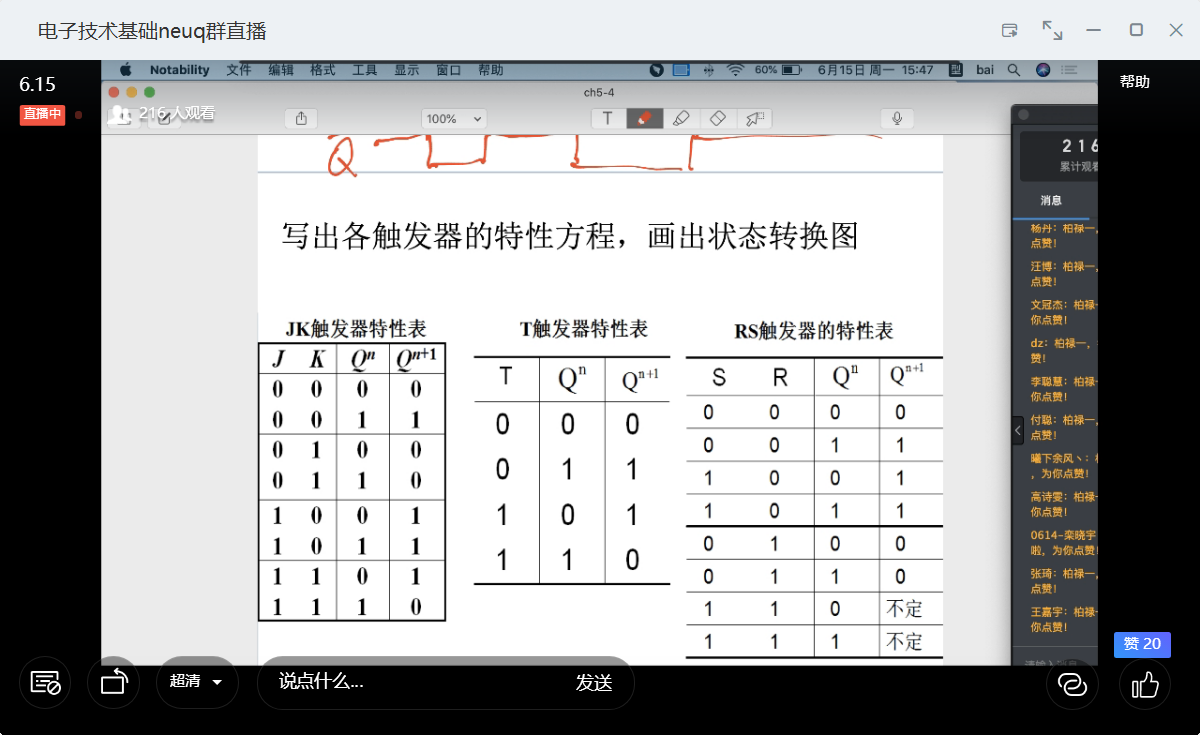 电子技术基础neuq群直播
6.15
直播中
帮助
Notability 文件 编辑 格式 工具 显示 窗口 帮助 60% 6月15日 周一 15:47 bai
ch5-4
216人观看
100%
T
Q
写出各触发器的特性方程，画出状态转换图
JK触发器特性表
J K Qⁿ Qⁿ⁺¹
0 0 0 0
0 0 1 1
0 1 0 0
0 1 1 0
1 0 0 1
1 0 1 1
1 1 0 1
1 1 1 0
T触发器特性表
T Qⁿ Qⁿ⁺¹
0 0 0
0 1 1
1 0 1
1 1 0
RS触发器的特性表
S R Qⁿ Qⁿ⁺¹
0 0 0 0
0 0 1 1
1 0 0 1
1 0 1 1
0 1 0 0
0 1 1 0
1 1 0 不定
1 1 1 不定
216
累计观看
消息
杨丹：柏禄一，
点赞！
汪博：柏禄一，
点赞！
文冠杰：柏禄一
你点赞！
dz：柏禄一，
赞！
李聪慧：柏禄一
你点赞！
付聪：柏禄一，
点赞！
曦下余风丶：
，为你点赞！
高诗雯：柏禄一
你点赞！
0614-栾晓宇
啦，为你点赞！
张琦：柏禄一，
点赞！
王嘉宇：柏禄一
你点赞！
赞 20
超清
说点什么...
发送